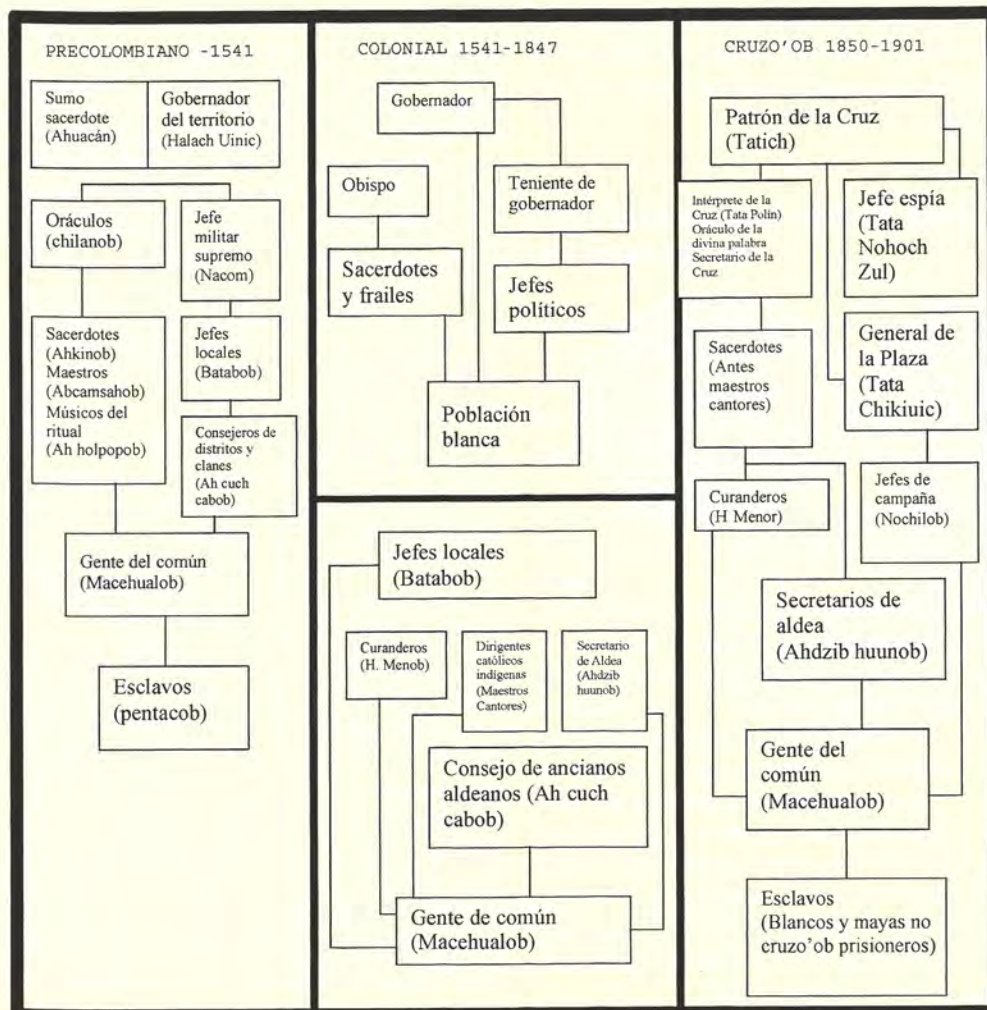 PRECOLOMBIANO -1541
Sumo
sacerdote
(Ahuacán)
Gobernador
del territorio
(Halach Uinic)
Oráculos
(chilanob)
Jefe
militar
supremo
(Nacom)
Sacerdotes
(Ahkinob)
Maestros
(Abcamsahob)
Músicos del
ritual
(Ah holpopob)
Jefes
locales
(Batabob)
Consejeros de
distritos y
clanes
(Ah cuch
cabob)
Gente del común
(Macehualob)
Esclavos
(pentacob)
COLONIAL 1541-1847
Gobernador
Obispo
Teniente de
gobernador
Sacerdotes
y frailes
Jefes
políticos
Población
blanca
Jefes locales
(Batabob)
Curanderos
(H. Menob)
Dirigentes
católicos
indígenas
(Maestros
Cantores)
Secretario
de Aldea
(Ahdzib
huunob)
Consejo de ancianos
aldeanos (Ah cuch
cabob)
Gente de común
(Macehualob)
CRUZO'OB 1850-1901
Patrón de la Cruz
(Tatich)
Intérprete de la
Cruz (Tata Polín)
Oráculo de la
divina palabra
Secretario de la
Cruz
Jefe espía
(Tata
Nohoch
Zul)
Sacerdotes
(Antes
maestros
cantores)
General de
la Plaza
(Tata
Chikiuic)
Curanderos
(H Menor)
Jefes de
campaña
(Nochilob)
Secretarios de
aldea
(Ahdzib huunob)
Gente del
común
(Macehualob)
Esclavos
(Blancos y mayas no
cruzo'ob prisioneros)